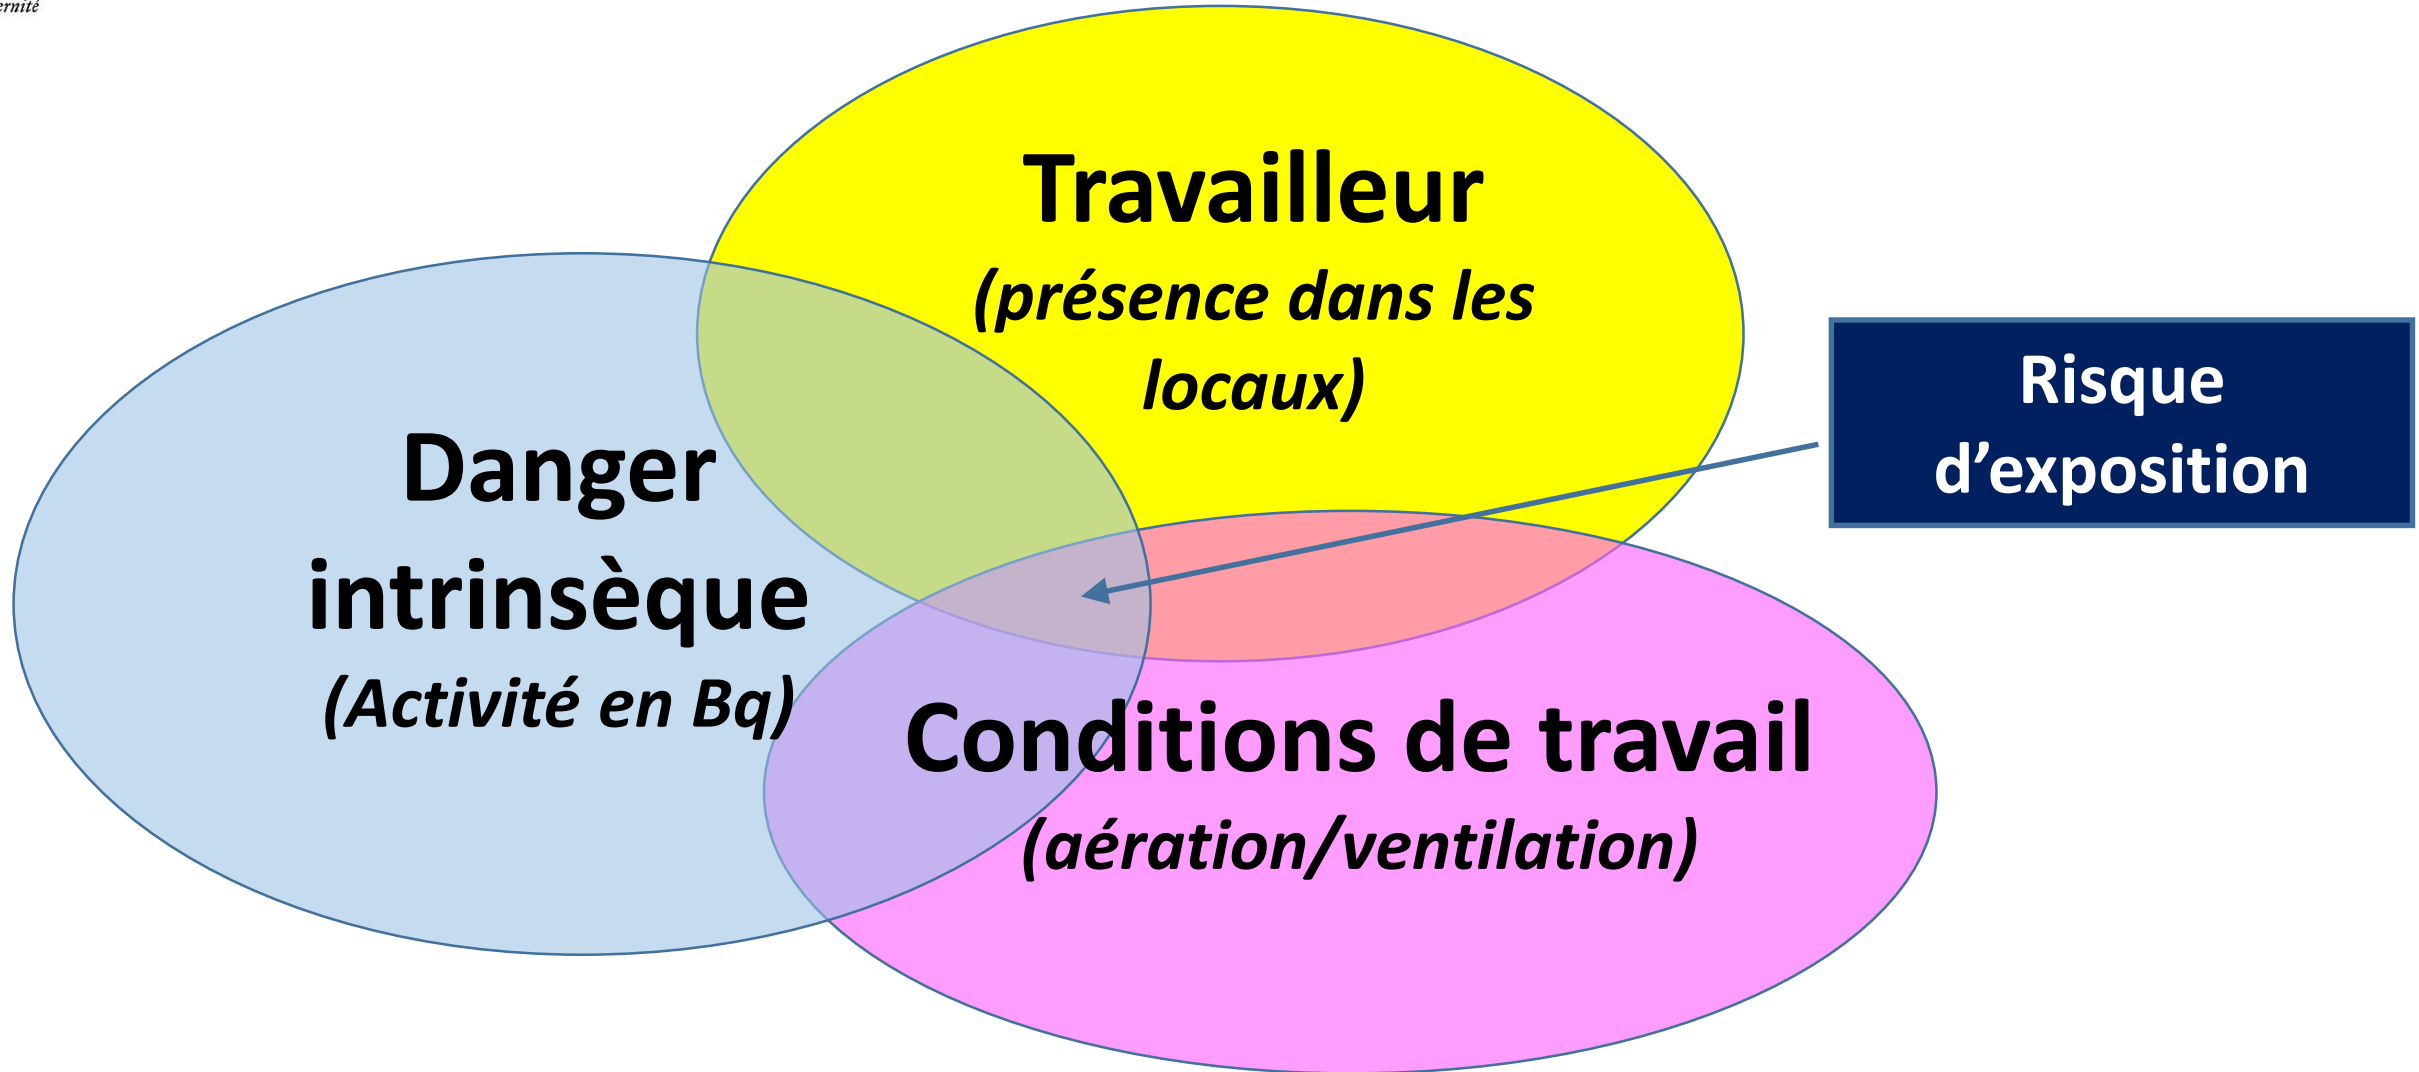 Travailleur
(présence dans les
locaux)
Risque
d’exposition
Danger
intrinsèque
(Activité en Bq)
Conditions de travail
(aération/ventilation)